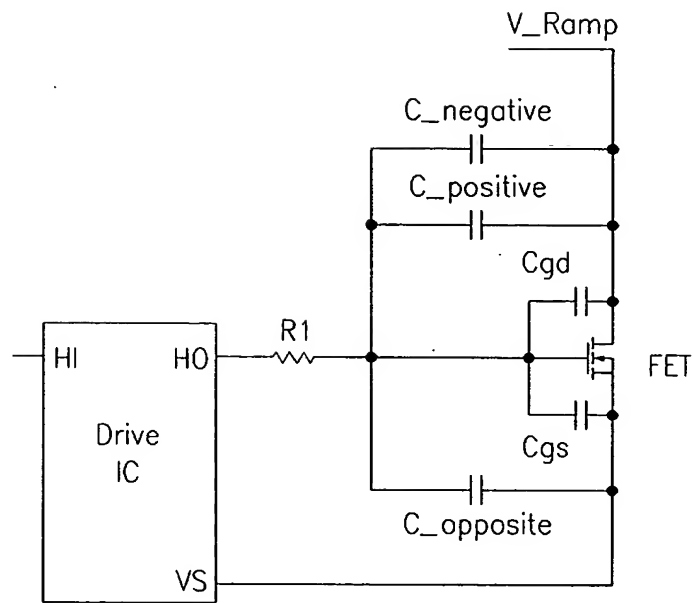 V_Ramp
C_negative
C_positive
Cgd
R1
HI
HO
FET
Drive
IC
Cgs
C_opposite
VS